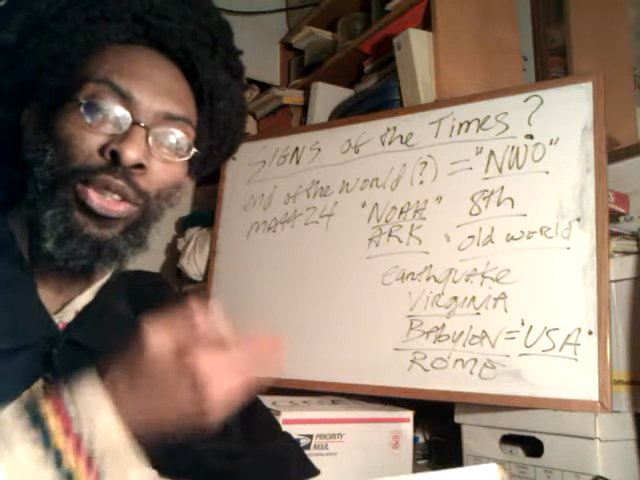 SIGNS of the Times?
end of the world (?) = "NWO"
MATT 24 "NOAH" 8th
ARK "old world"
earthquake
VIRGINIA
BABYLON = "USA"
ROME
PRIORITY
MAIL